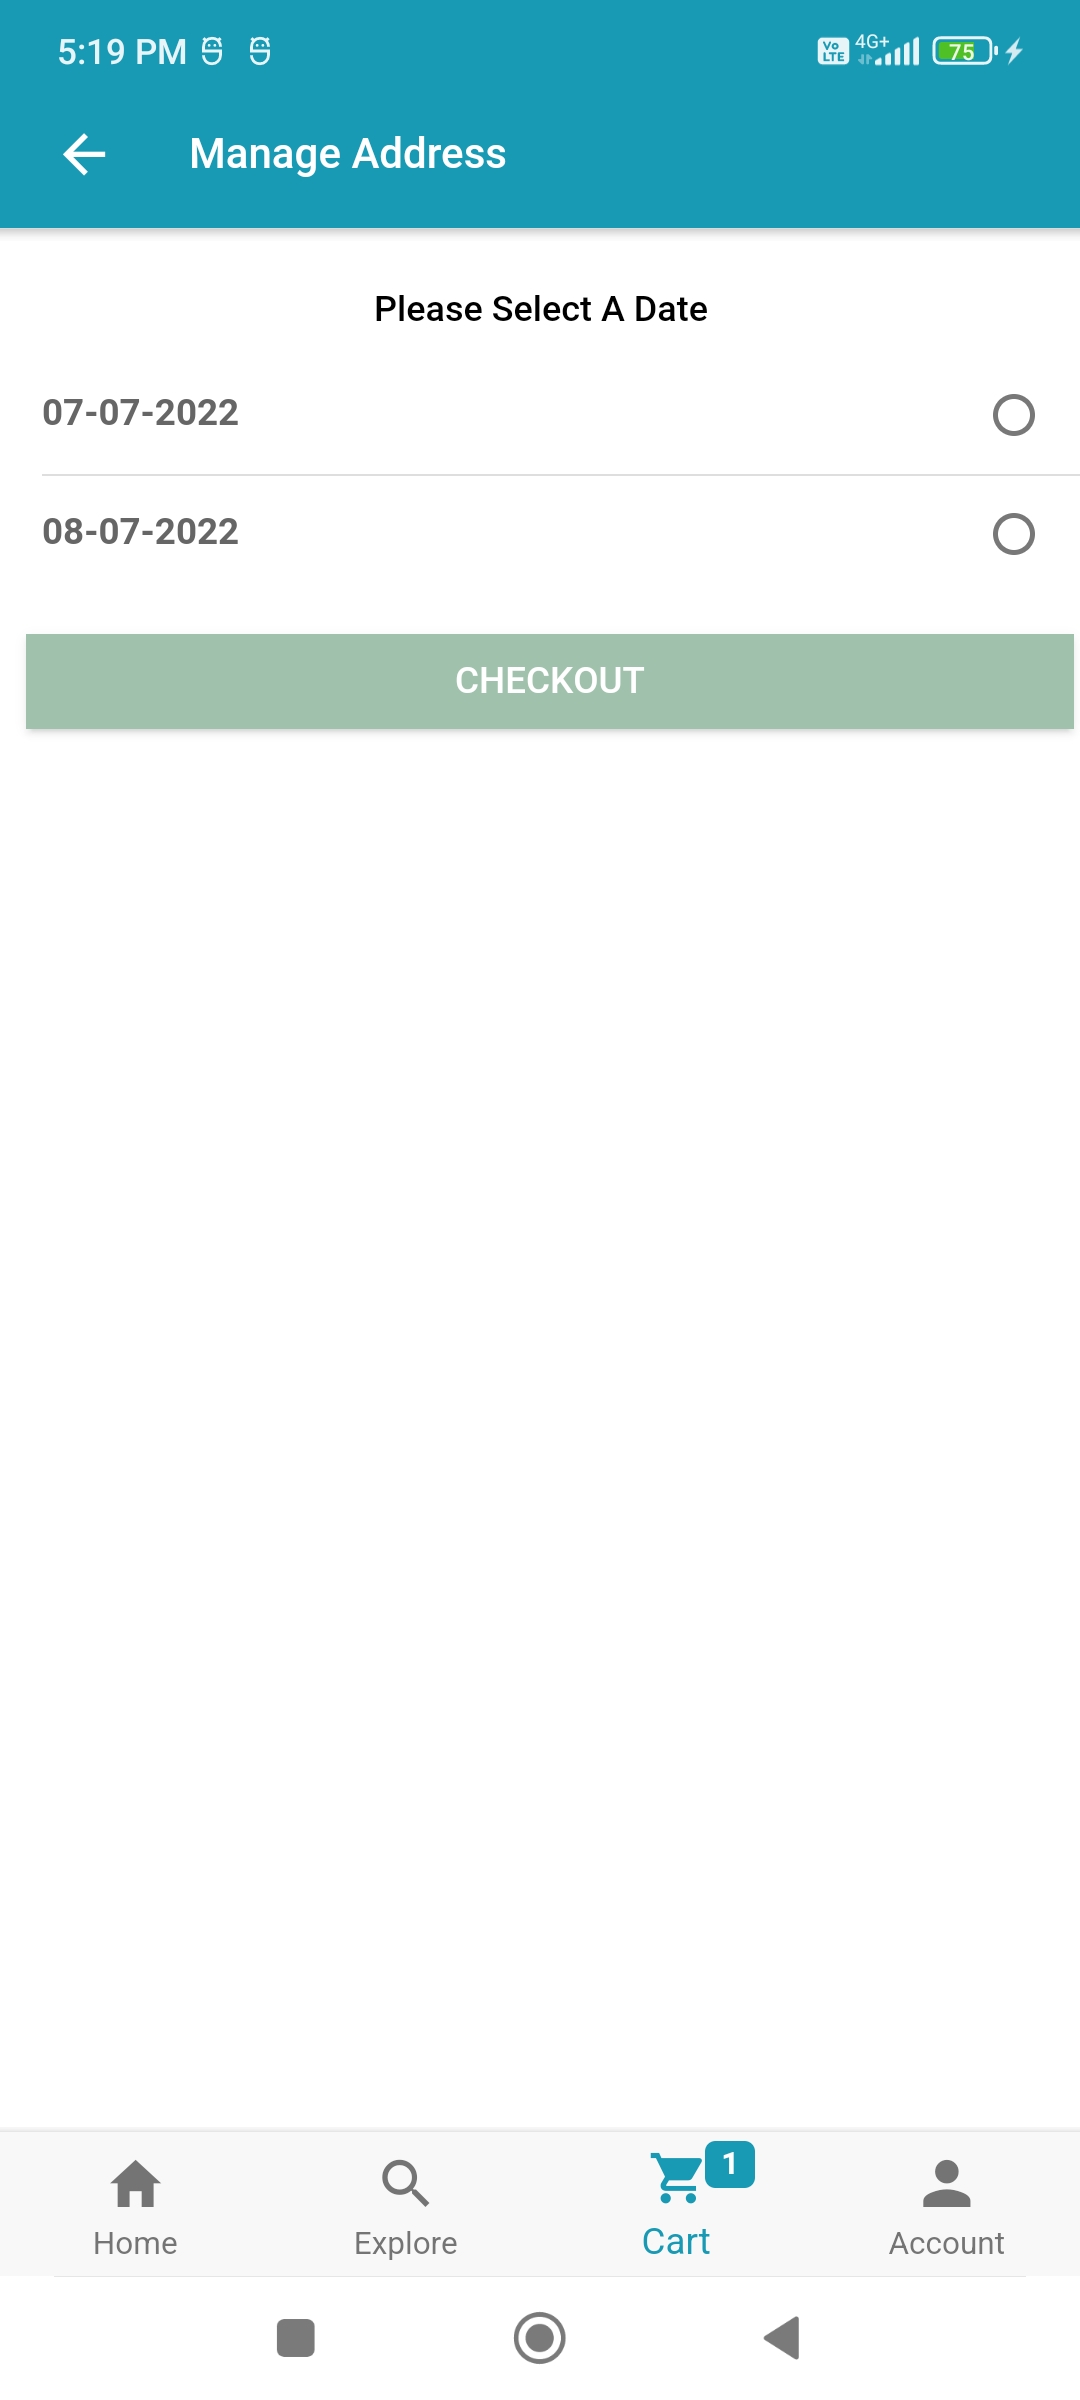 5:19 PM
Vo
LTE
4G+
75
Manage Address
Please Select A Date
07-07-2022
08-07-2022
CHECKOUT
1
Home
Explore
Cart
Account